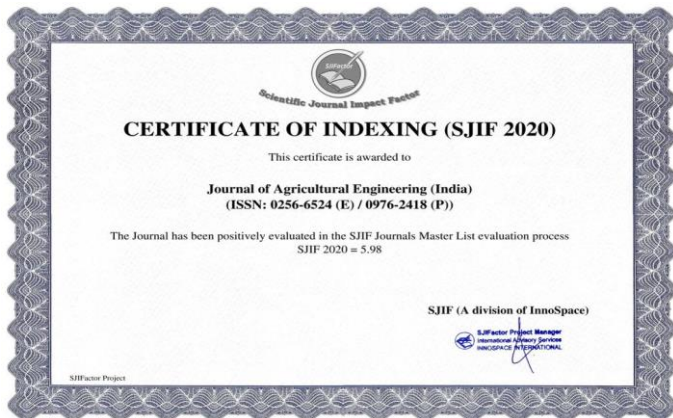 SJIFactor
Scientific Journal Impact Factor
CERTIFICATE OF INDEXING (SJIF 2020)
This certificate is awarded to
Journal of Agricultural Engineering (India)
(ISSN: 0256-6524 (E) / 0976-2418 (P))
The Journal has been positively evaluated in the SJIF Journals Master List evaluation process
SJIF 2020 = 5.98
SJIF (A division of InnoSpace)
SJIFactor Project Manager
International Advisory Services
INNOSPACE INTERNATIONAL
SJIFactor Project